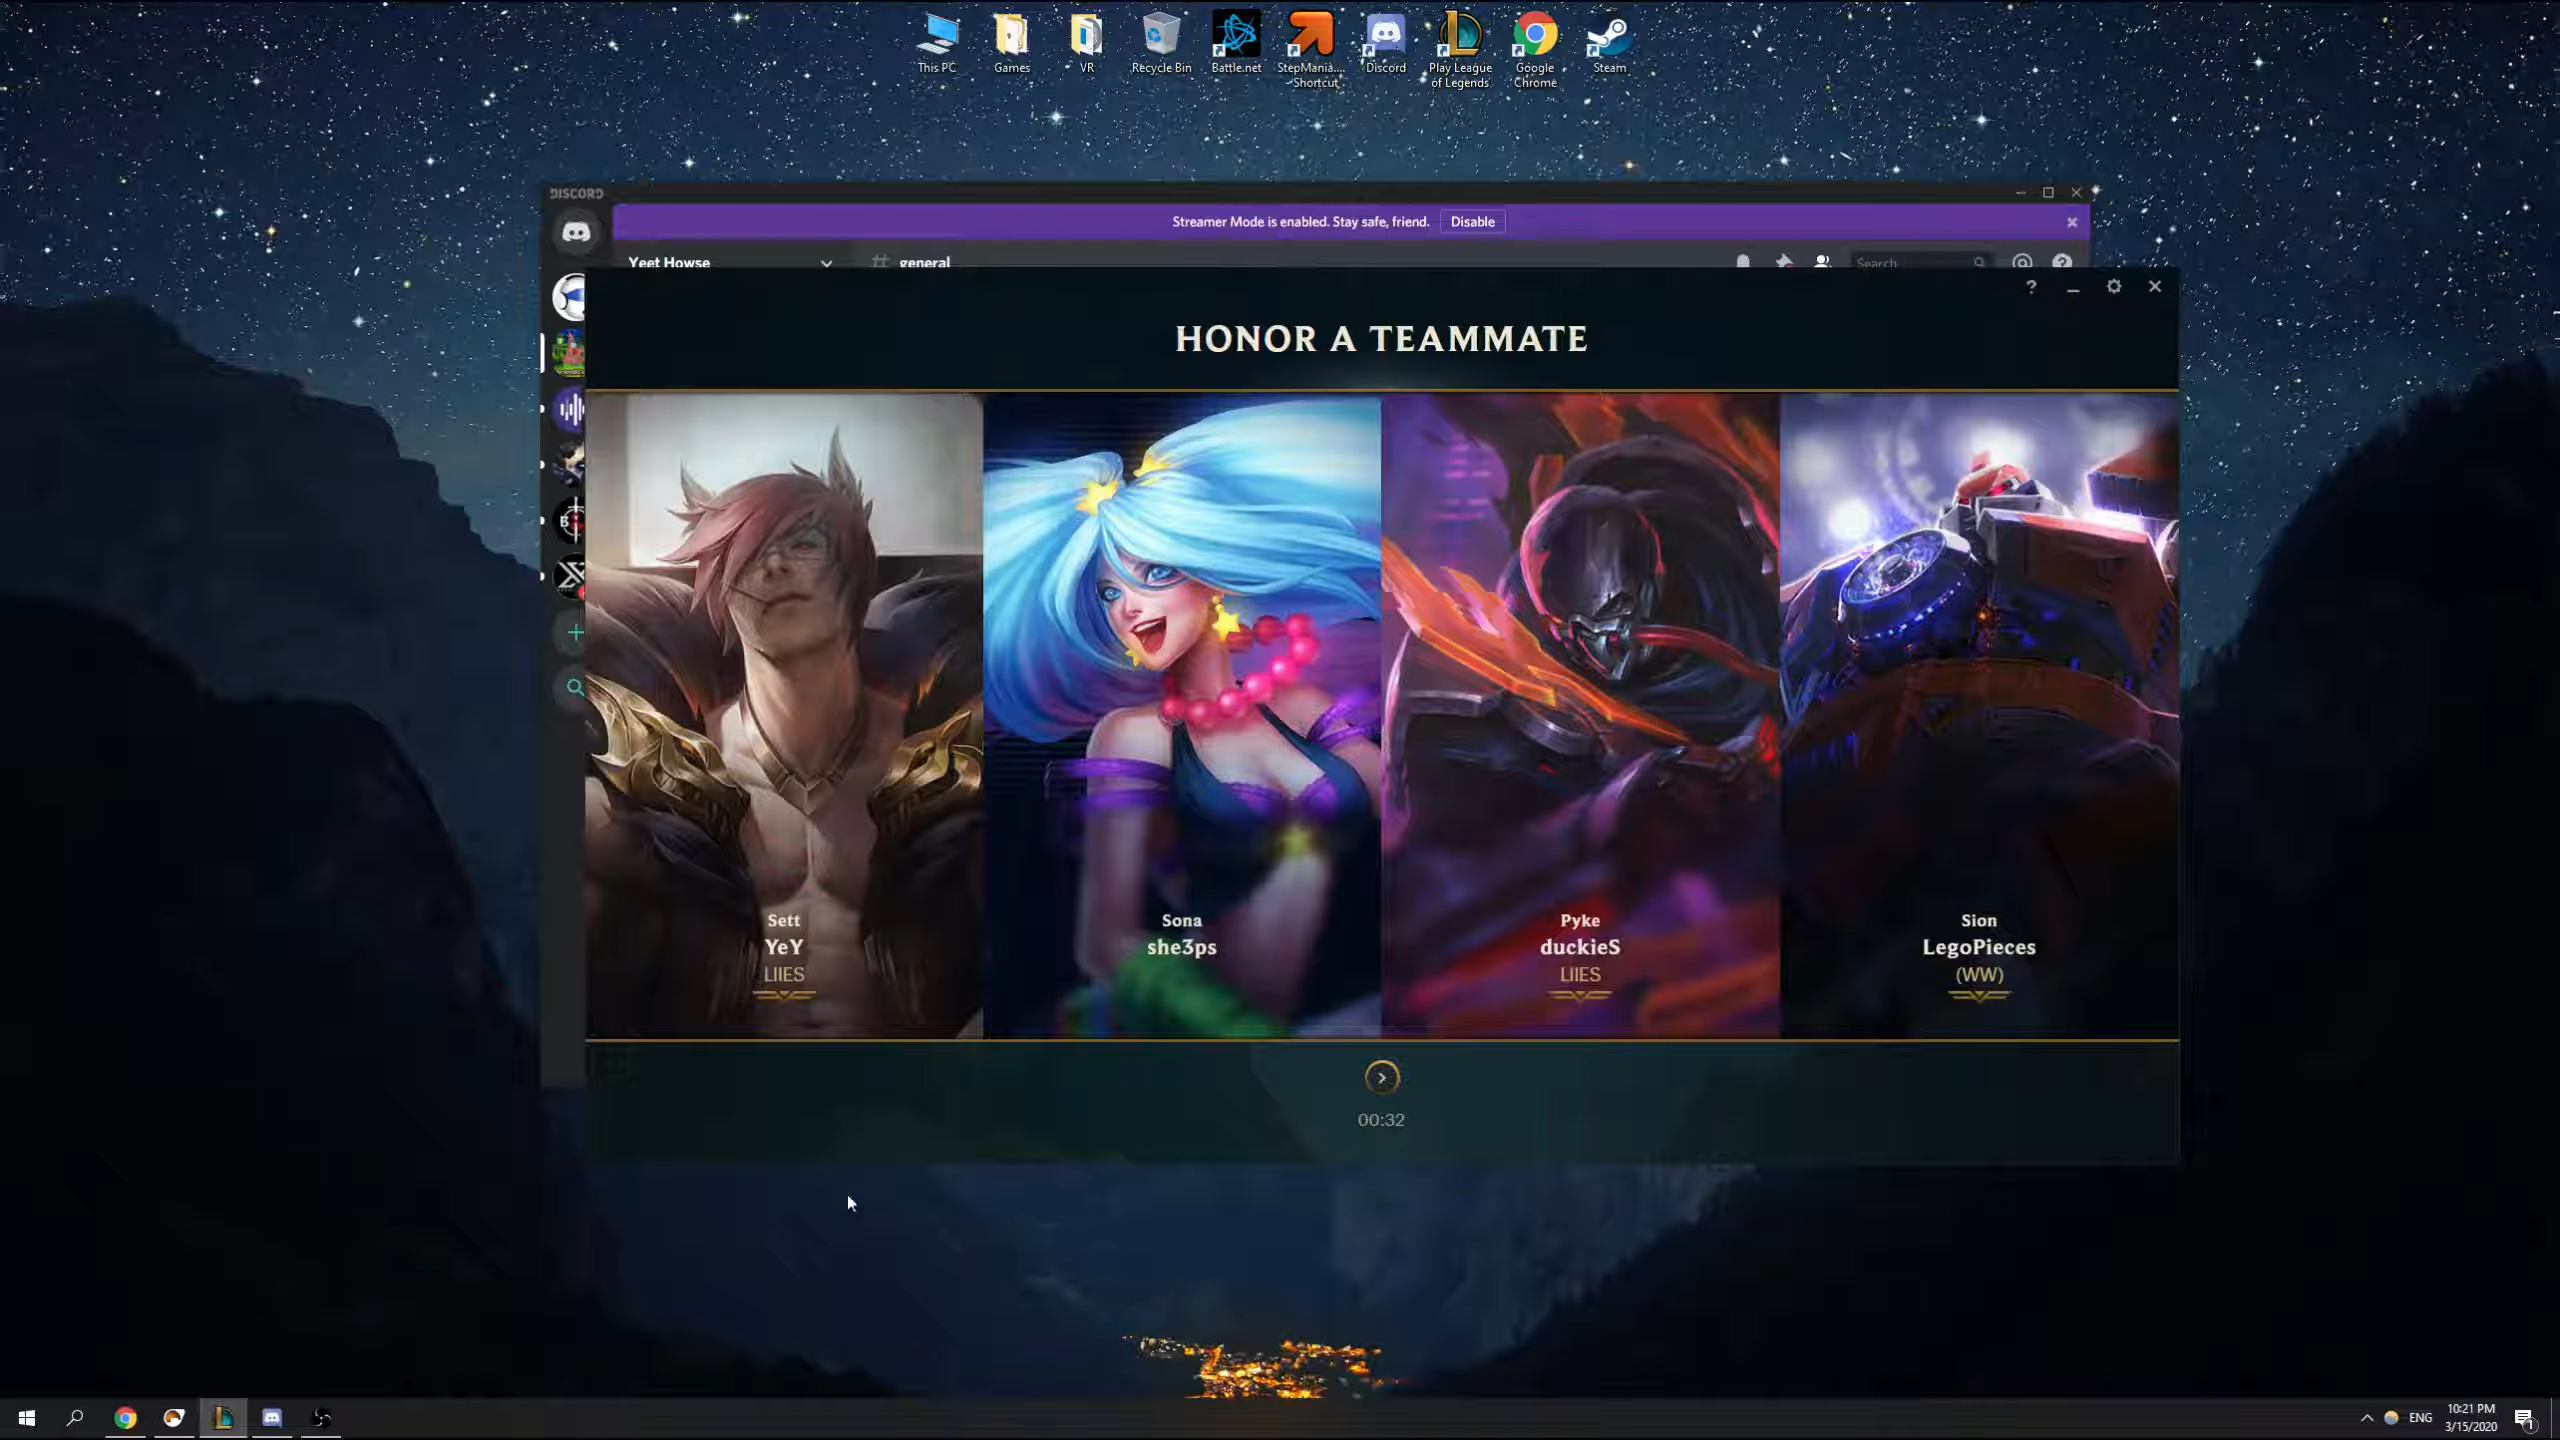 This PC
Games
VR
Recycle Bin
Battle.net
StepMania.... - Shortcut
Discord
Play League of Legends
Google Chrome
Steam
DISCORD
Streamer Mode is enabled. Stay safe, friend. Disable
Yeet Howse
# general
Search
HONOR A TEAMMATE
Sett
YeY
LIIES
Sona
she3ps
Pyke
duckieS
LIIES
Sion
LegoPieces
(WW)
00:32
ENG
10:21 PM
3/15/2020
1